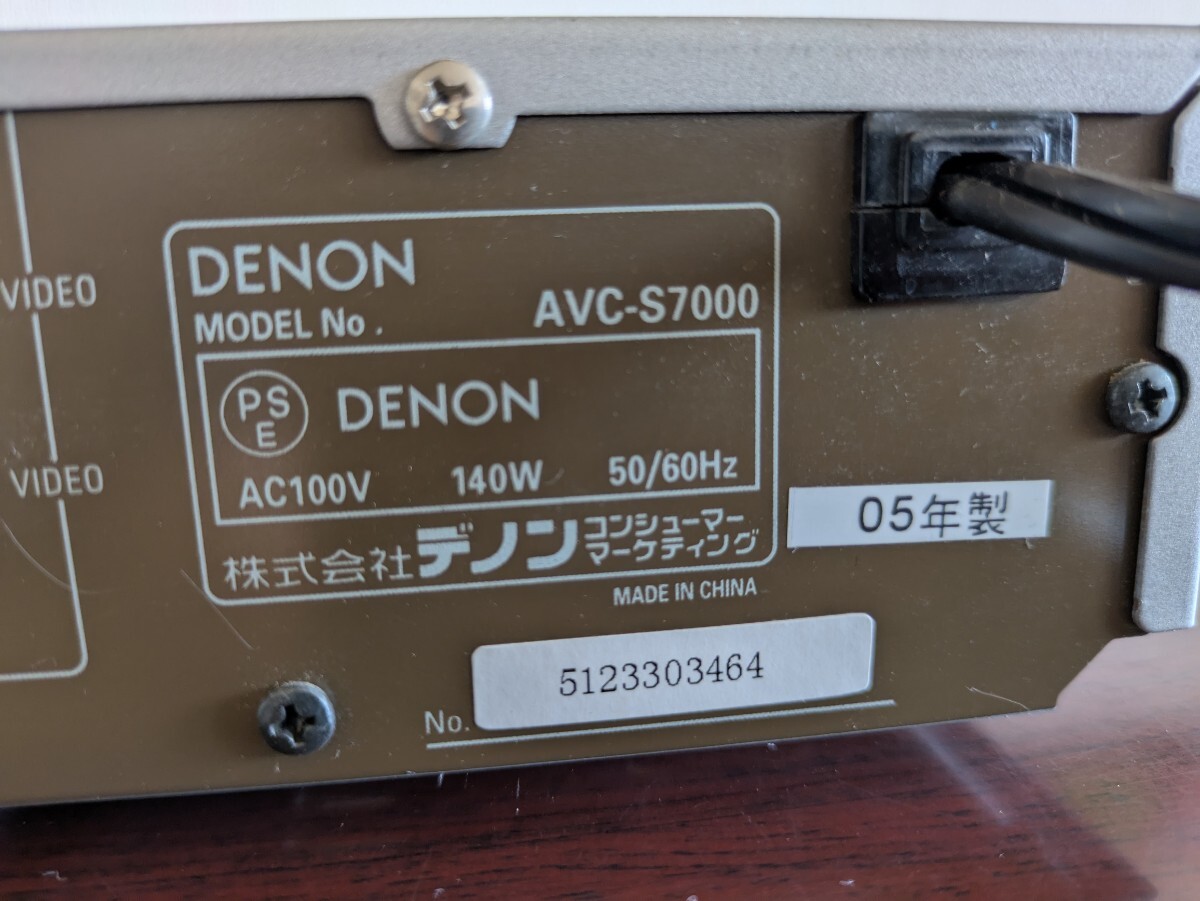 VIDEO
VIDEO
DENON
MODEL No. AVC-S7000
PS
E
DENON
AC100V 140W 50/60Hz
株式会社デノン コンシューマー
マーケティング
MADE IN CHINA
05年製
No. 5123303464